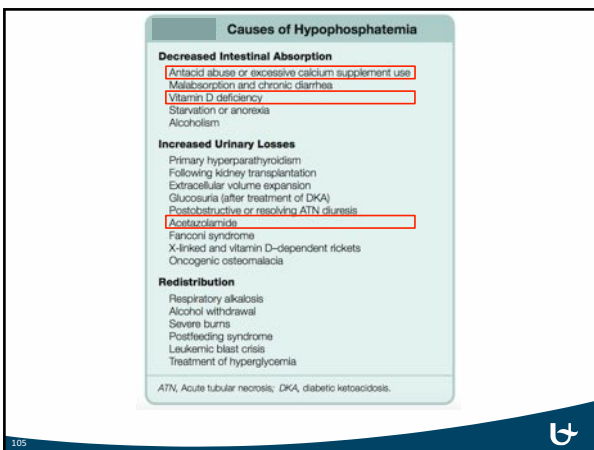 Causes of Hypophosphatemia
Decreased Intestinal Absorption
Antacid abuse or excessive calcium supplement use
Malabsorption and chronic diarrhea
Vitamin D deficiency
Starvation or anorexia
Alcoholism
Increased Urinary Losses
Primary hyperparathyroidism
Following kidney transplantation
Extracellular volume expansion
Glucosuria (after treatment of DKA)
Postobstructive or resolving ATN diuresis
Acetazolamide
Fanconi syndrome
X-linked and vitamin D–dependent rickets
Oncogenic osteomalacia
Redistribution
Respiratory alkalosis
Alcohol withdrawal
Severe burns
Postfeeding syndrome
Leukemic blast crisis
Treatment of hyperglycemia
ATN, Acute tubular necrosis; DKA, diabetic ketoacidosis.
105